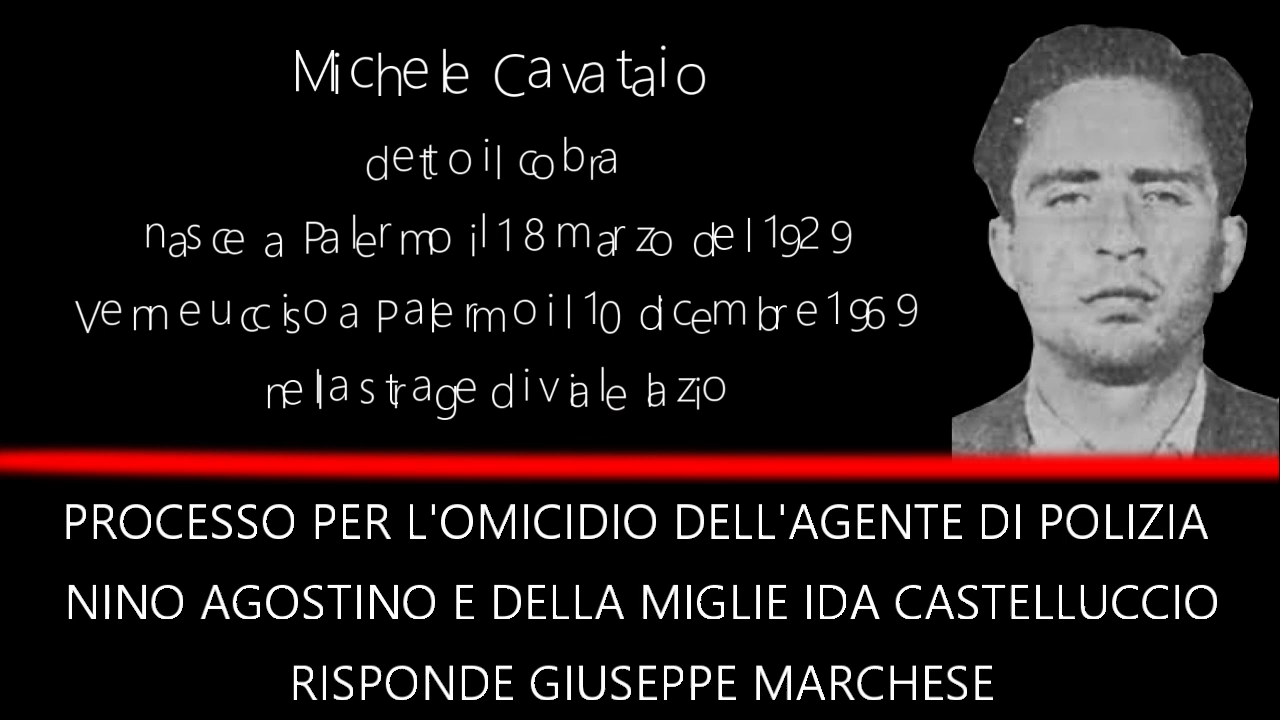 Michele Cavataio
detto il cobra
nasce a Palermo il 18 marzo del 1929
Venne ucciso a Palermo il 10 dicembre 1969
nella strage di viale lazio
PROCESSO PER L'OMICIDIO DELL'AGENTE DI POLIZIA
NINO AGOSTINO E DELLA MIGLIE IDA CASTELLUCCIO
RISPONDE GIUSEPPE MARCHESE